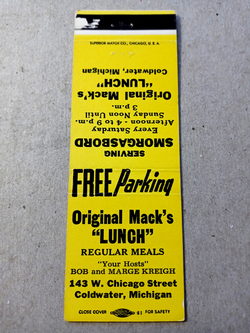 SUPERIOR MATCH CO., CHICAGO, U.S.A.
SERVING
SMORGASBORD
Every Saturday
Afternoon - 4 to 9 p.m.
Sunday Noon Until
3 p.m.
Original Mack's
"LUNCH"
Coldwater, Michigan
FREE Parking
Original Mack's
"LUNCH"
REGULAR MEALS
"Your Hosts"
BOB and MARGE KREIGH
143 W. Chicago Street
Coldwater, Michigan
CLOSE COVER 61 FOR SAFETY